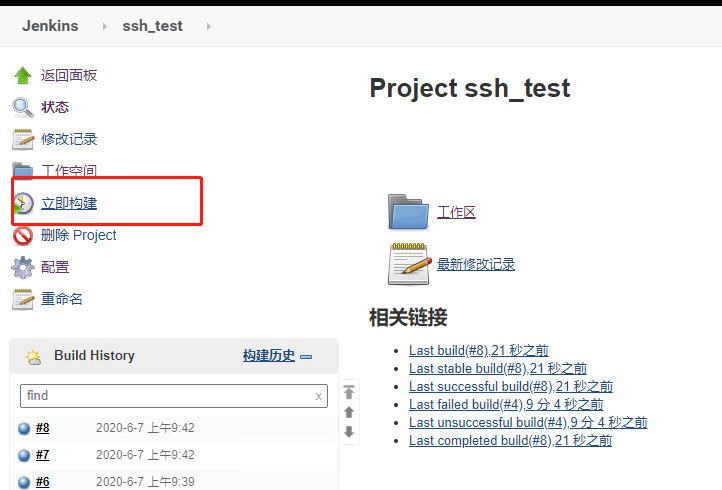 Jenkins
ssh_test
返回面板
状态
修改记录
工作空间
立即构建
删除 Project
配置
重命名
Project ssh_test
工作区
最新修改记录
相关链接
Last build(#8),21 秒之前
Last stable build(#8),21 秒之前
Last successful build(#8),21 秒之前
Last failed build(#4),9 分 4 秒之前
Last unsuccessful build(#4),9 分 4 秒之前
Last completed build(#8),21 秒之前
Build History 构建历史
find x
#8 2020-6-7 上午9:42
#7 2020-6-7 上午9:42
#6 2020-6-7 上午9:39